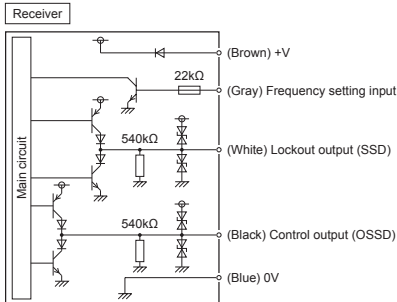 Receiver
(Brown) +V
22kΩ
(Gray) Frequency setting input
Main circuit
540kΩ
(White) Lockout output (SSD)
540kΩ
(Black) Control output (OSSD)
(Blue) 0V